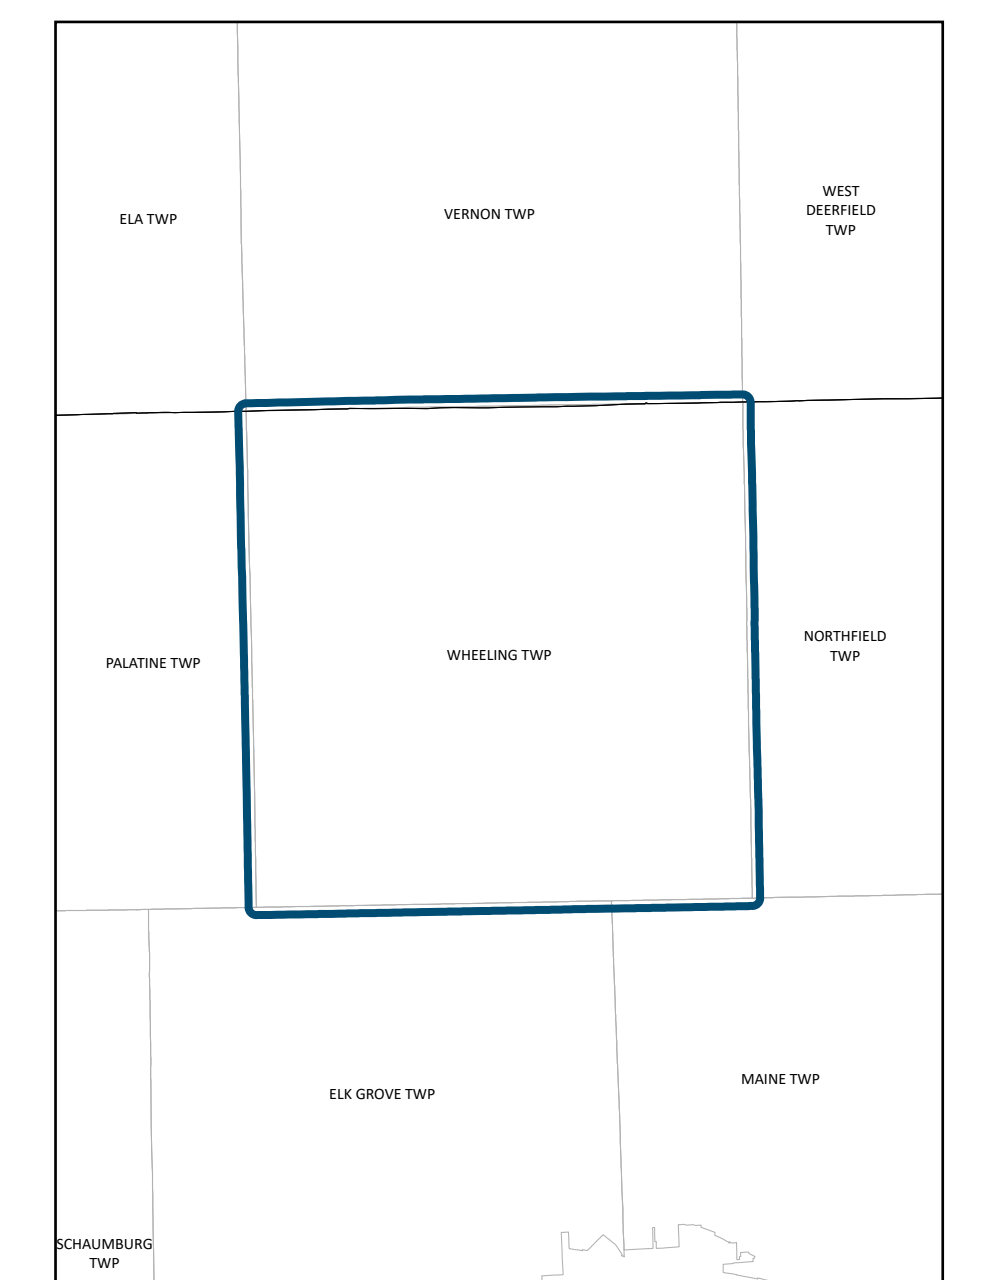 ELA TWP
VERNON TWP
WEST
DEERFIELD
TWP
PALATINE TWP
WHEELING TWP
NORTHFIELD
TWP
ELK GROVE TWP
MAINE TWP
SCHAUMBURG
TWP